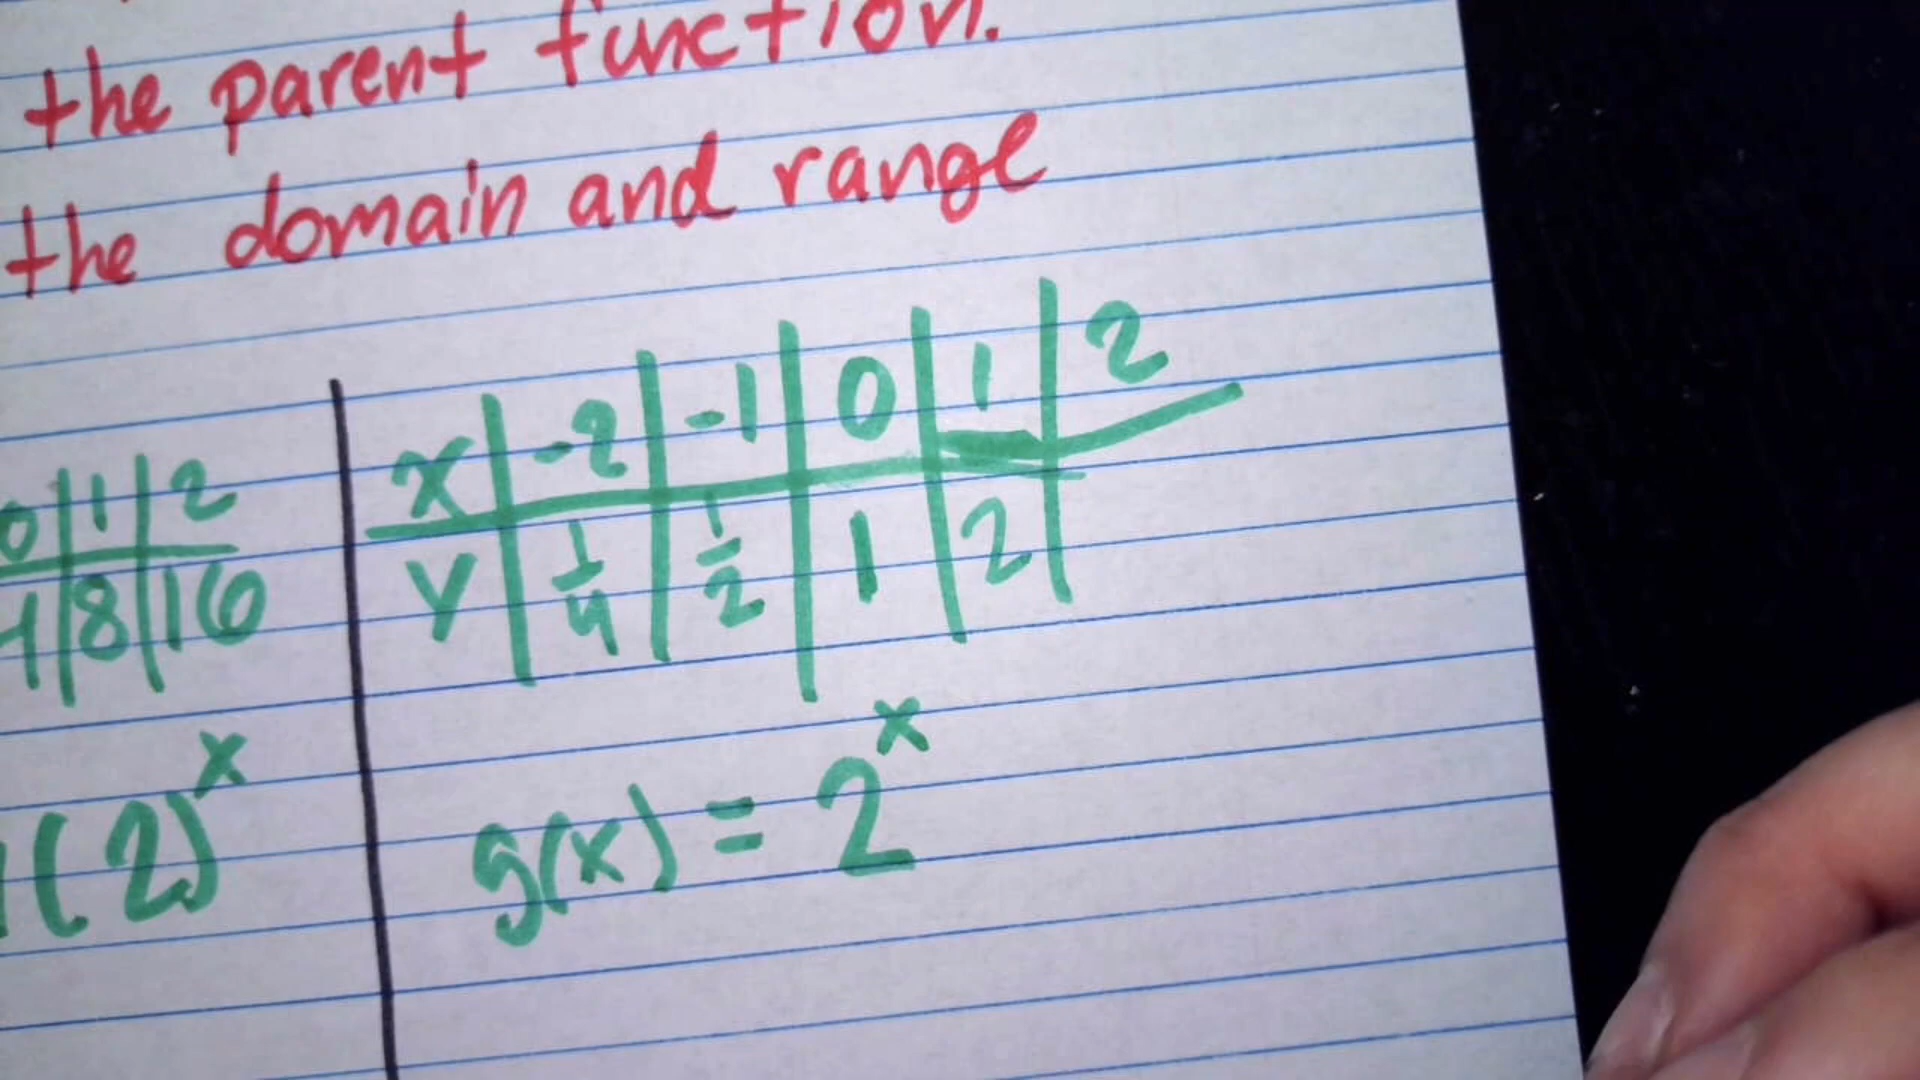 the parent function.
the domain and range
0 | 1 | 2
4 | 8 | 16
x | -2 | -1 | 0 | 1 | 2
y | 1/4 | 1/2 | 1 | 2 |
(2)^x
g(x) = 2^x